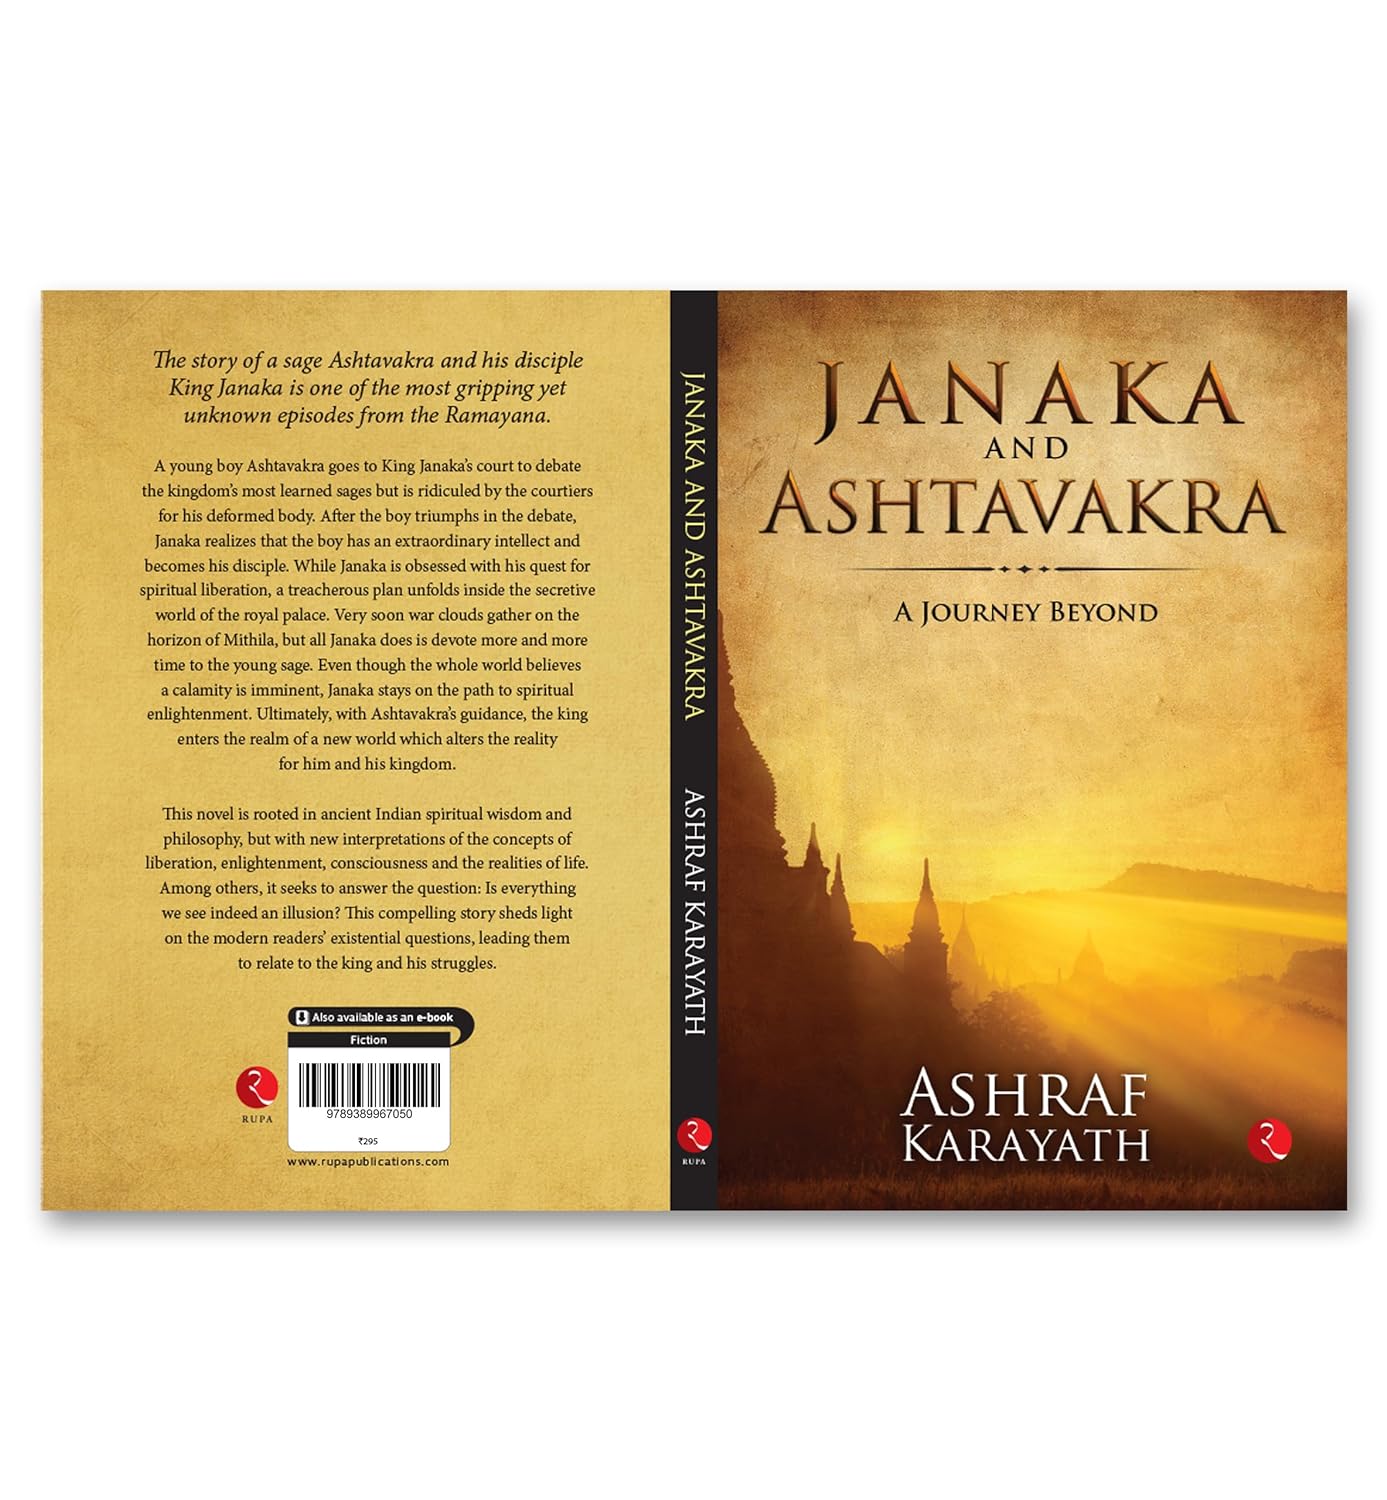 The story of a sage Ashtavakra and his disciple
King Janaka is one of the most gripping yet
unknown episodes from the Ramayana.
A young boy Ashtavakra goes to King Janaka's court to debate
the kingdom's most learned sages but is ridiculed by the courtiers
for his deformed body. After the boy triumphs in the debate,
Janaka realizes that the boy has an extraordinary intellect and
becomes his disciple. While Janaka is obsessed with his quest for
spiritual liberation, a treacherous plan unfolds inside the secretive
world of the royal palace. Very soon war clouds gather on the
horizon of Mithila, but all Janaka does is devote more and more
time to the young sage. Even though the whole world believes
a calamity is imminent, Janaka stays on the path to spiritual
enlightenment. Ultimately, with Ashtavakra's guidance, the king
enters the realm of a new world which alters the reality
for him and his kingdom.
This novel is rooted in ancient Indian spiritual wisdom and
philosophy, but with new interpretations of the concepts of
liberation, enlightenment, consciousness and the realities of life.
Among others, it seeks to answer the question: Is everything
we see indeed an illusion? This compelling story sheds light
on the modern readers' existential questions, leading them
to relate to the king and his struggles.
Also available as an e-book
Fiction
9789389967050
₹295
RUPA
www.rupapublications.com
JANAKA AND ASHTAVAKRA
ASHRAF KARAYATH
RUPA
JANAKA
AND
ASHTAVAKRA
A JOURNEY BEYOND
ASHRAF
KARAYATH